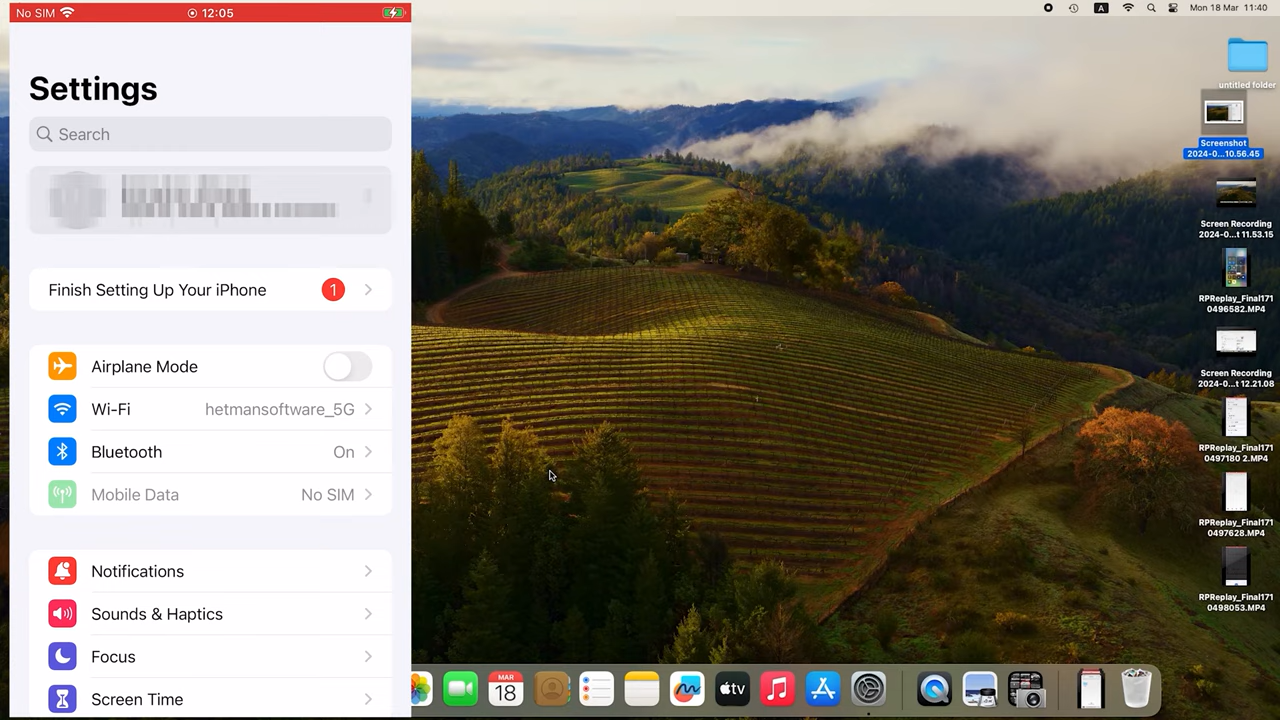 No SIM
12:05
Settings
Search
Finish Setting Up Your iPhone
1
Airplane Mode
Wi-Fi
hetmansoftware_5G
Bluetooth
On
Mobile Data
No SIM
Notifications
Sounds & Haptics
Focus
Screen Time
A
Mon 18 Mar 11:40
untitled folder
Screenshot
2024-0...10.56.45
Screen Recording
2024-0...t 11.53.15
RPReplay_Final171
0496582.MP4
Screen Recording
2024-0...t 12.21.08
RPReplay_Final171
0497180 2.MP4
RPReplay_Final171
0497628.MP4
RPReplay_Final171
0498053.MP4
MAR
18
tv